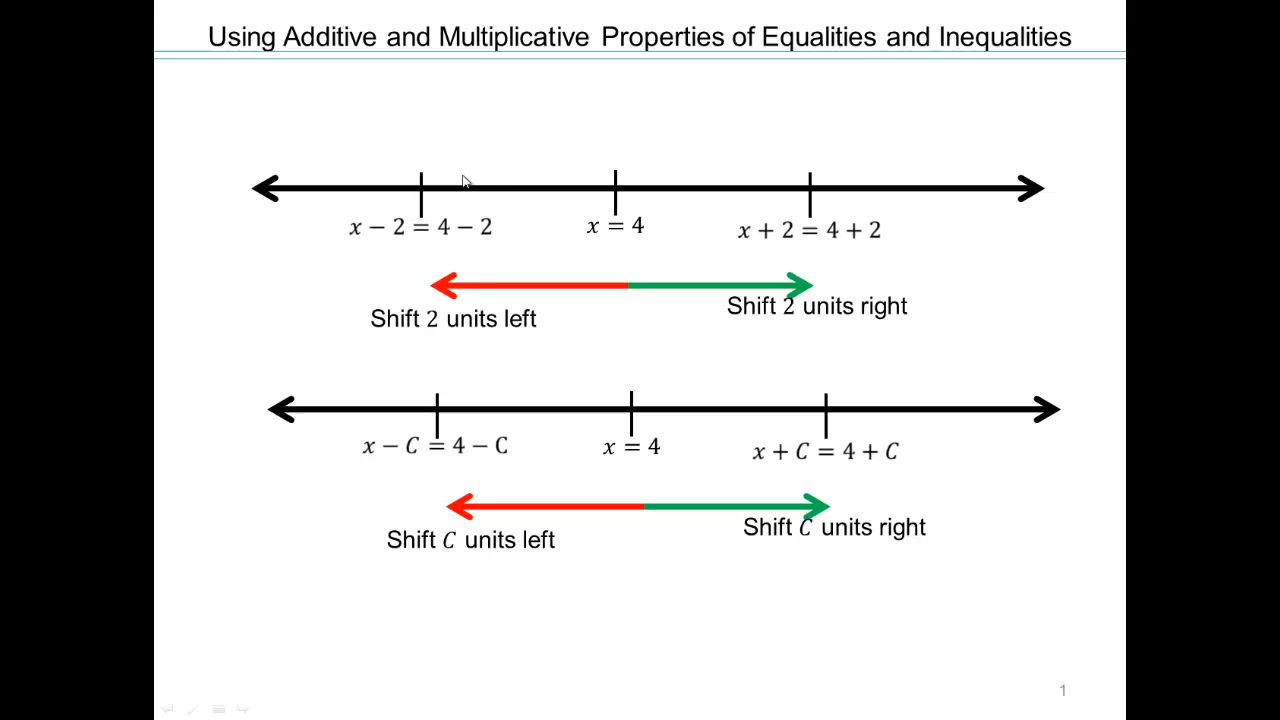 Using Additive and Multiplicative Properties of Equalities and Inequalities
x − 2 = 4 − 2
x = 4
x + 2 = 4 + 2
Shift 2 units left
Shift 2 units right
x − C = 4 − C
x = 4
x + C = 4 + C
Shift C units left
Shift C units right
1